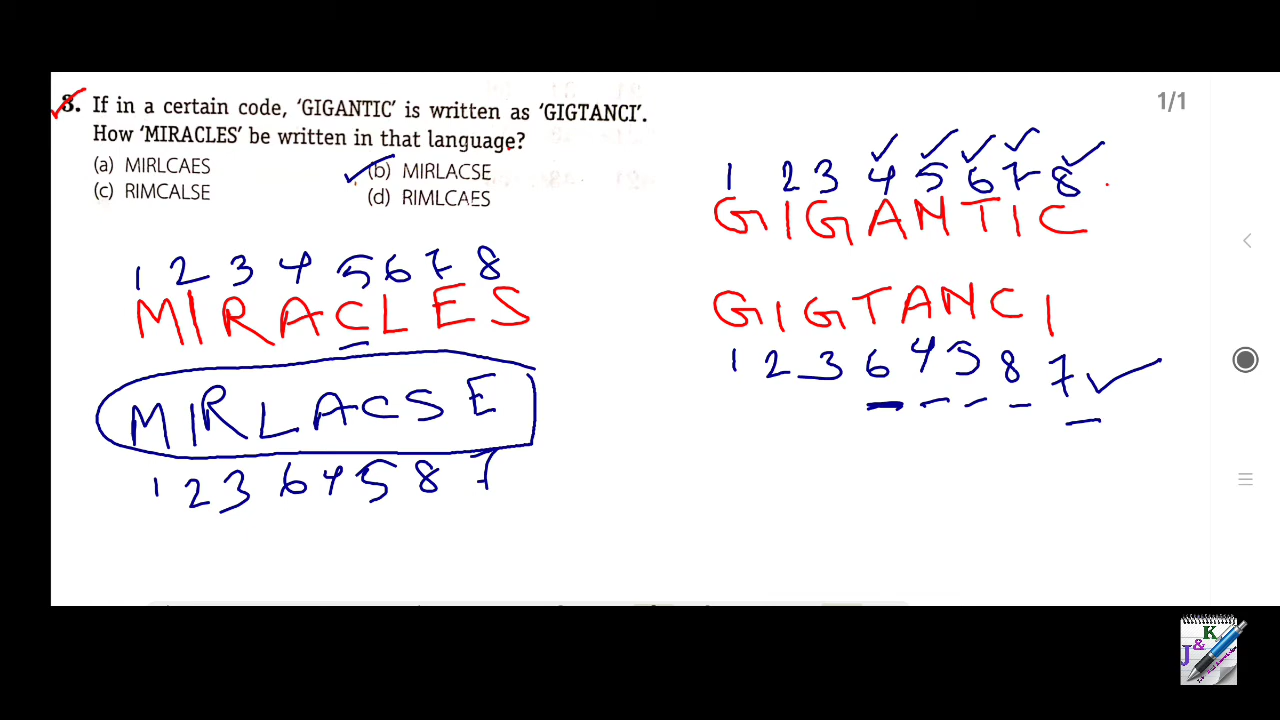 8. If in a certain code, 'GIGANTIC' is written as 'GIGTANCI'.
How 'MIRACLES' be written in that language?
(a) MIRLCAES (b) MIRLACSE
(c) RIMCALSE (d) RIMLCAES
1 2 3 4 5 6 7 8
MIRACLES
MIRLACSE
1 2 3 6 4 5 8 7
1/1
1 2 3 4 5 6 7 8
GIGANTIC
GIGTANCI
1 2 3 6 4 5 8 7
J & K